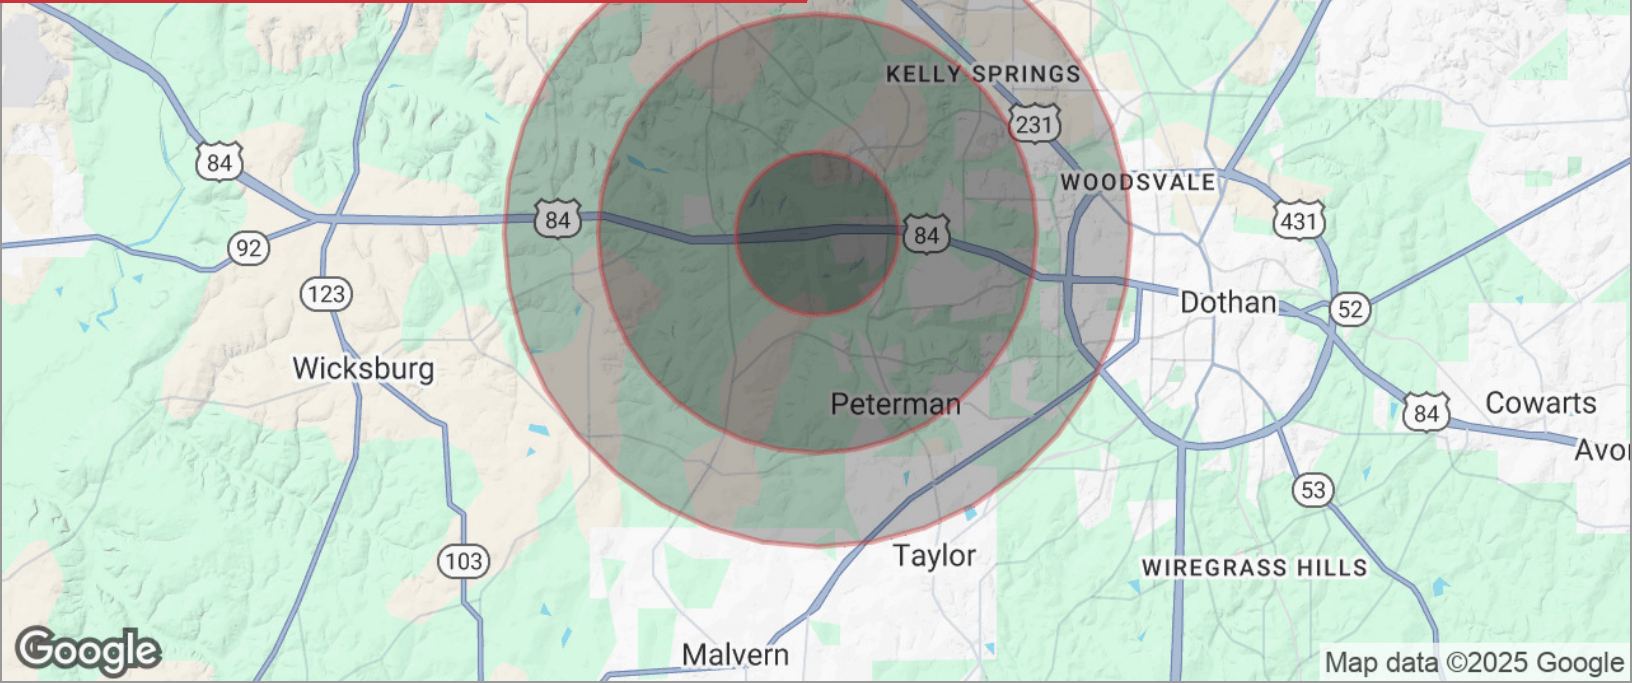 KELLY SPRINGS
231
84
WOODSVALE
84
431
84
92
123
Dothan
52
Wicksburg
Peterman
84
Cowarts
Avon
53
103
Taylor
WIREGRASS HILLS
Malvern
Google
Map data ©2025 Google